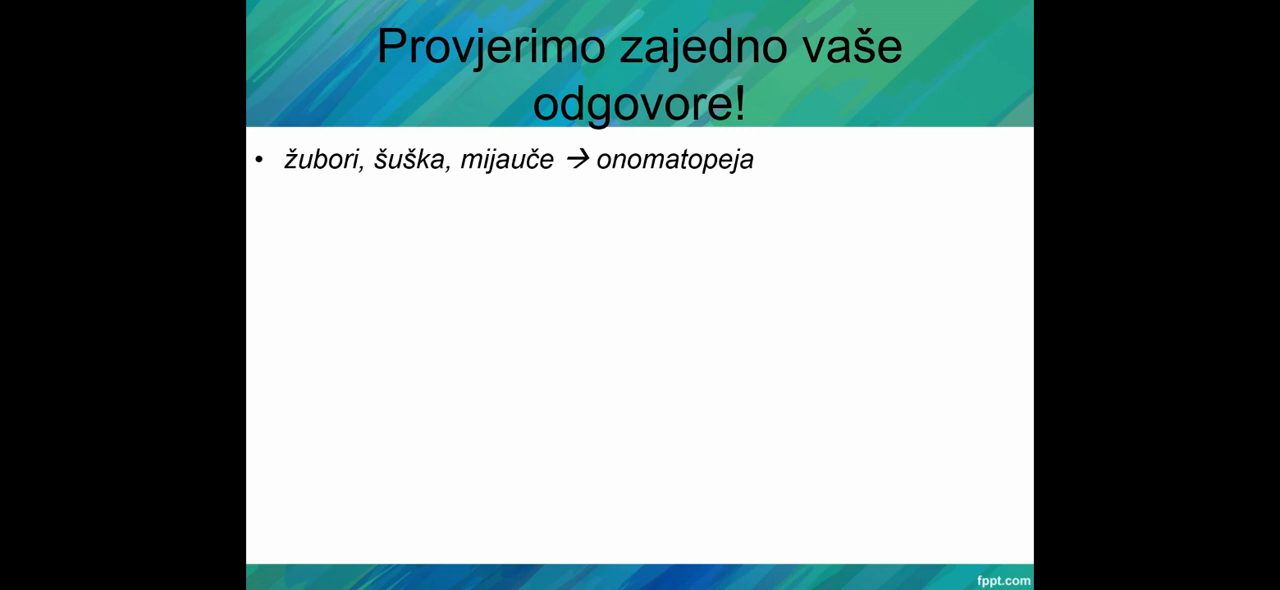 Provjerimo zajedno vaše
odgovore!
• žubori, šuška, mijauče → onomatopeja
fppt.com